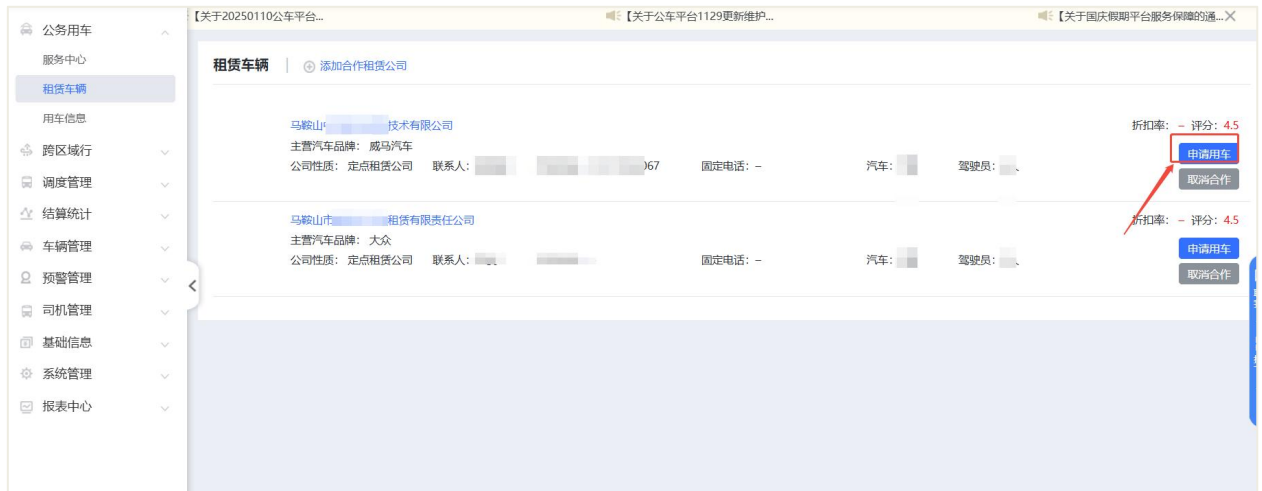 【关于20250110公车平台...
【关于公车平台1129更新维护...
【关于国庆假期平台服务保障的通...
公务用车
服务中心
租赁车辆
用车信息
跨区域行
调度管理
结算统计
车辆管理
预警管理
司机管理
基础信息
系统管理
报表中心
租赁车辆
添加合作租赁公司
马鞍山 技术有限公司
折扣率： – 评分：4.5
主营汽车品牌： 威马汽车
申请用车
公司性质： 定点租赁公司 联系人： 067 固定电话：– 汽车： 驾驶员：
取消合作
马鞍山市 租赁有限责任公司
折扣率： – 评分：4.5
主营汽车品牌： 大众
申请用车
公司性质： 定点租赁公司 联系人： 固定电话：– 汽车： 驾驶员：
取消合作